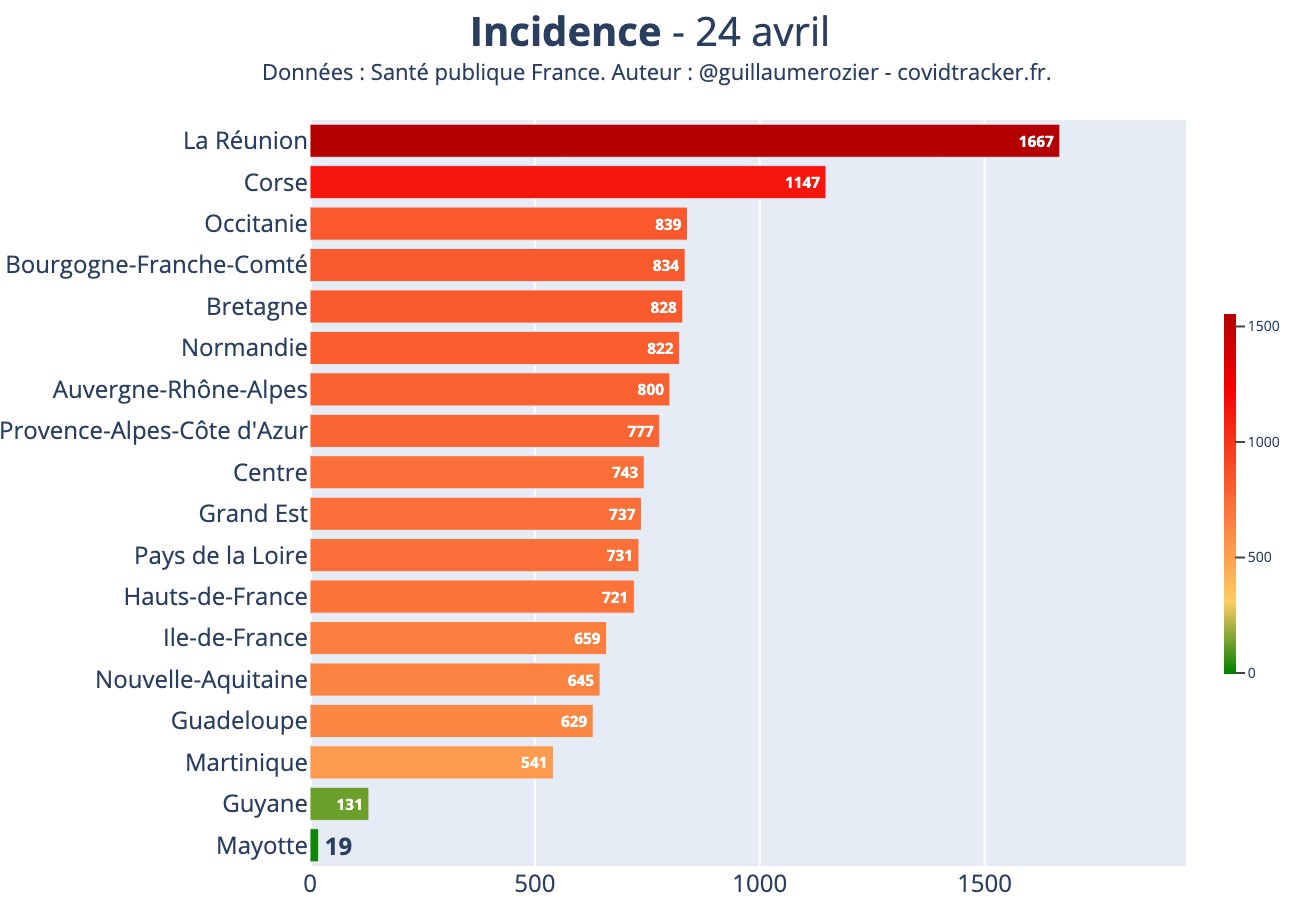 Incidence - 24 avril
Données : Santé publique France. Auteur : @guillaumerozier - covidtracker.fr.
La Réunion 1667
Corse 1147
Occitanie 839
Bourgogne-Franche-Comté 834
Bretagne 828
Normandie 822
Auvergne-Rhône-Alpes 800
Provence-Alpes-Côte d'Azur 777
Centre 743
Grand Est 737
Pays de la Loire 731
Hauts-de-France 721
Ile-de-France 659
Nouvelle-Aquitaine 645
Guadeloupe 629
Martinique 541
Guyane 131
Mayotte 19
0 500 1000 1500
1500
1000
500
0